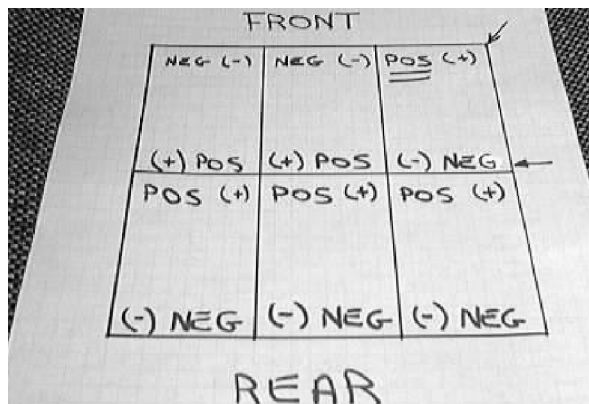 FRONT
NEG (-) NEG (-) POS (+)
(+) POS (+) POS (-) NEG
POS (+) POS (+) POS (+)
(-) NEG (-) NEG (-) NEG
REAR